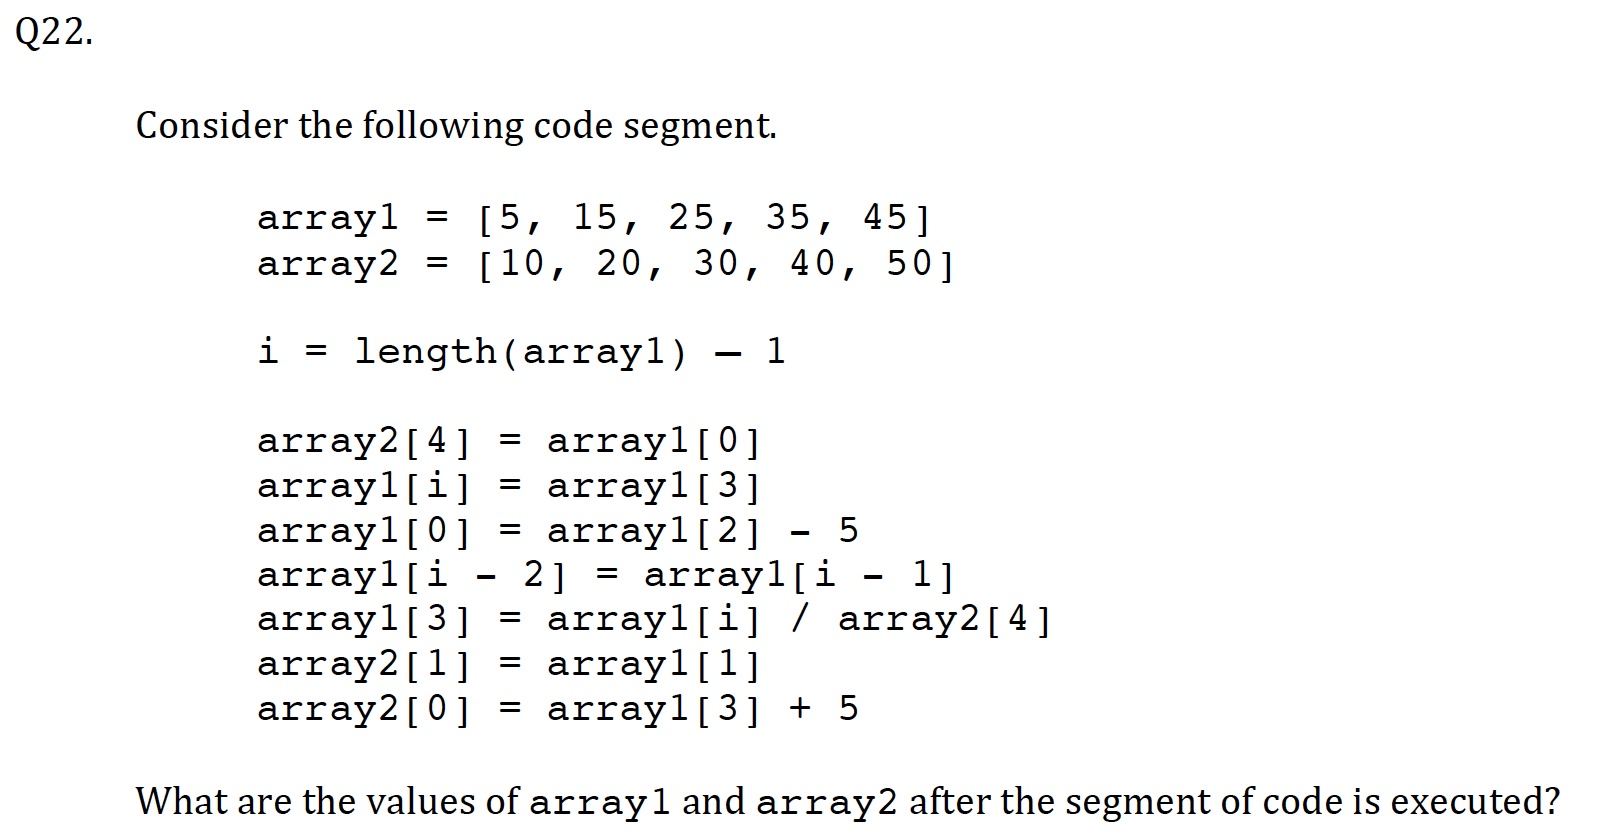 Q22.
Consider the following code segment.
array1 = [5, 15, 25, 35, 45]
array2 = [10, 20, 30, 40, 50]
i = length(array1) – 1
array2[4] = array1[0]
array1[i] = array1[3]
array1[0] = array1[2] - 5
array1[i - 2] = array1[i - 1]
array1[3] = array1[i] / array2[4]
array2[1] = array1[1]
array2[0] = array1[3] + 5
What are the values of array1 and array2 after the segment of code is executed?